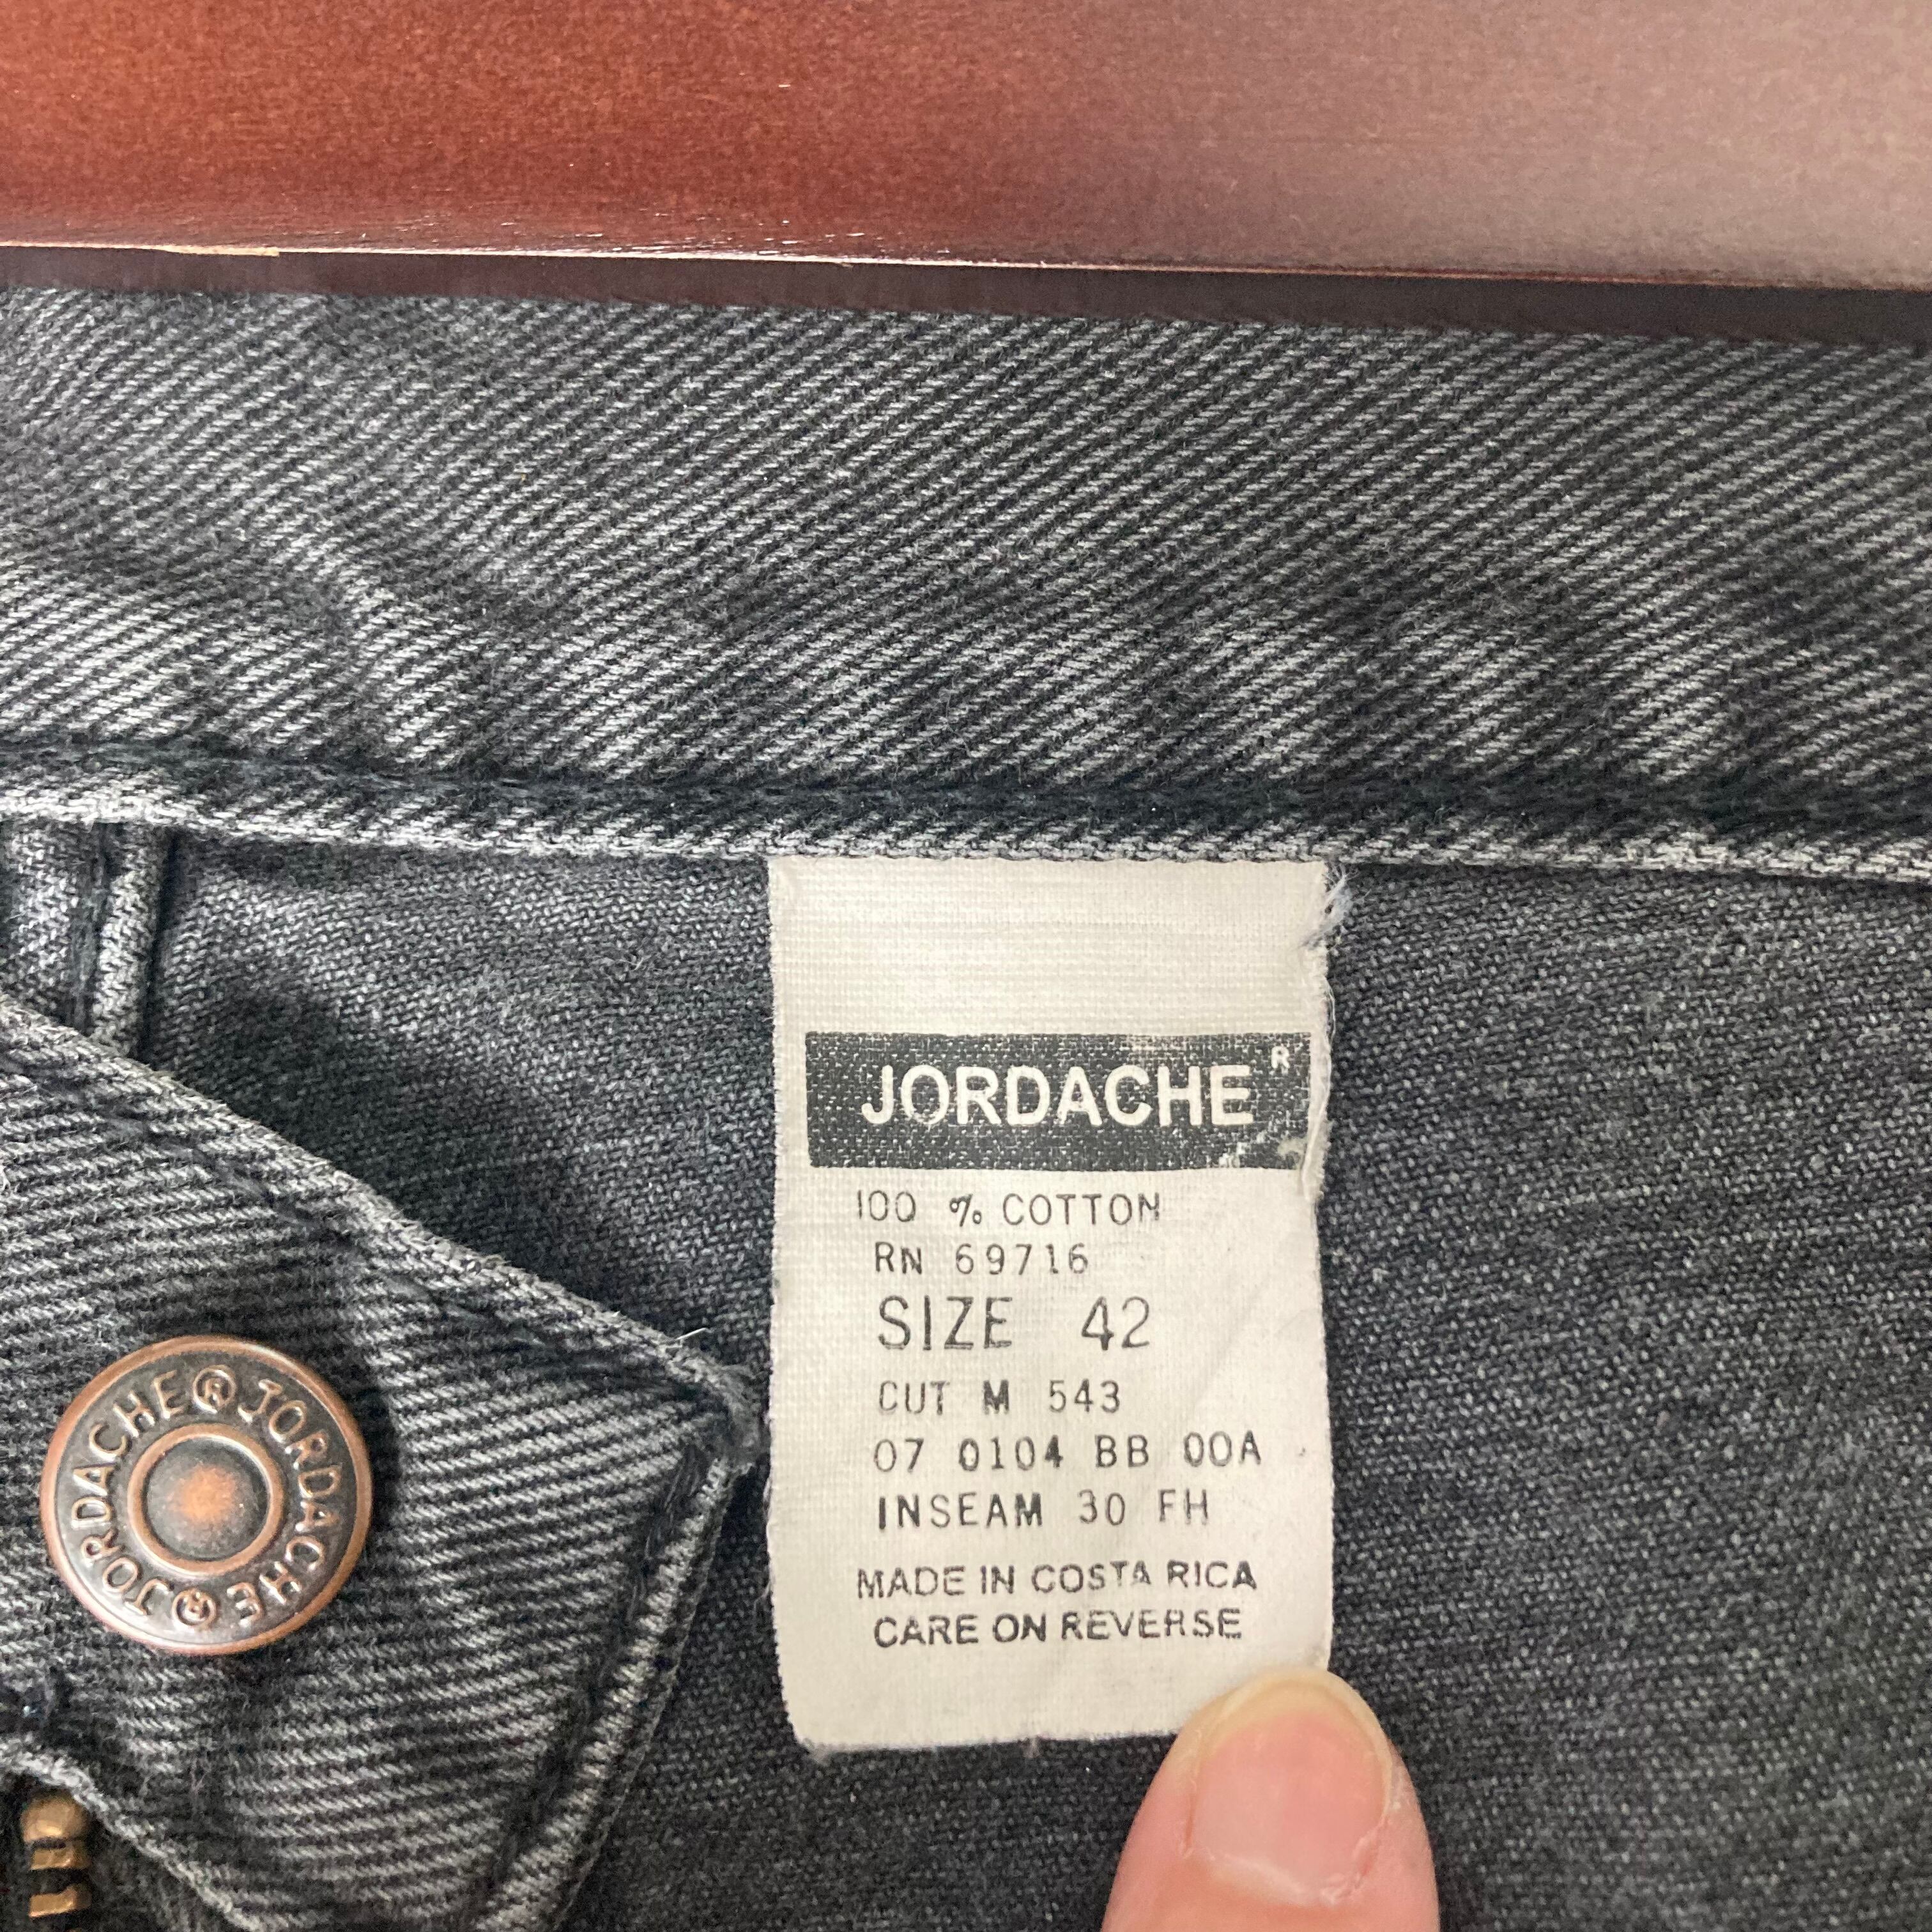 JORDACHE®
100 % COTTON
RN 69716
SIZE 42
CUT M 543
07 0104 BB 00A
INSEAM 30 FH
MADE IN COSTA RICA
CARE ON REVERSE
JORDACHE® JORDACHE® JORDACHE®